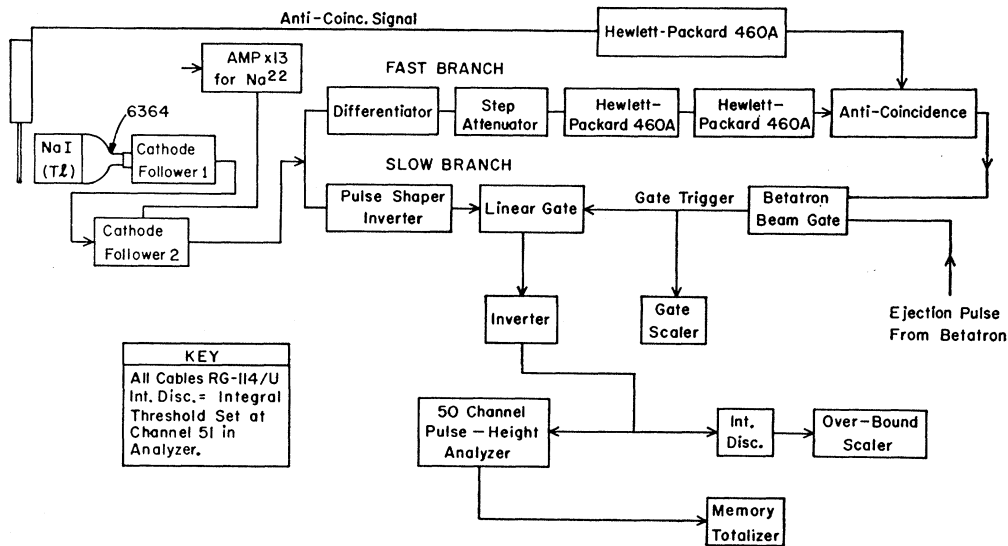 Anti-Coinc. Signal
Hewlett-Packard 460A
AMP x13
for Na22
FAST BRANCH
Differentiator
Step
Attenuator
Hewlett-
Packard 460A
Hewlett-
Packard 460A
Anti-Coincidence
6364
NaI
(Tl)
Cathode
Follower 1
SLOW BRANCH
Pulse Shaper
Inverter
Linear Gate
Gate Trigger
Betatron
Beam Gate
Cathode
Follower 2
Inverter
Gate
Scaler
Ejection Pulse
From Betatron
KEY
All Cables RG-114/U
Int. Disc.= Integral
Threshold Set at
Channel 51 in
Analyzer.
50 Channel
Pulse-Height
Analyzer
Int.
Disc.
Over-Bound
Scaler
Memory
Totalizer